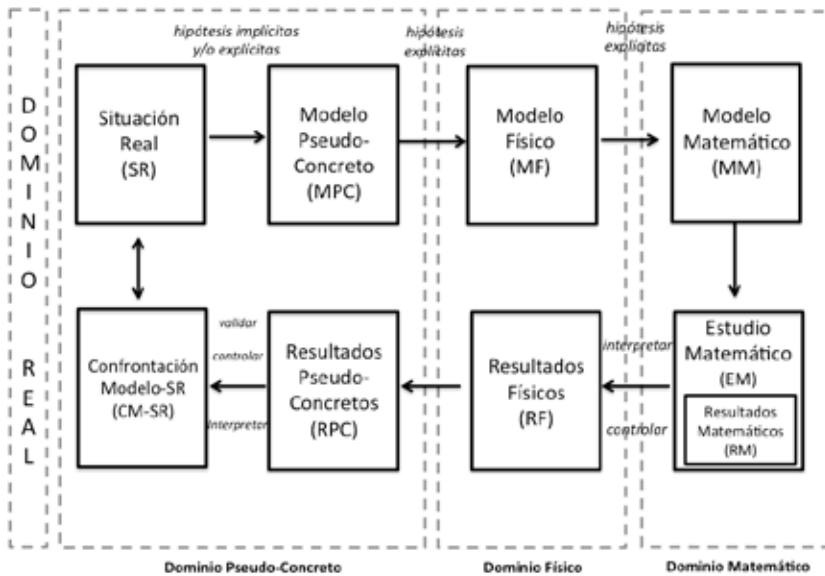 DOMINIO REAL
hipótesis implícitas
y/o explícitas
hipótesis
explícitas
hipótesis
explícitas
Situación
Real
(SR)
Modelo
Pseudo-
Concreto
(MPC)
Modelo
Físico
(MF)
Modelo
Matemático
(MM)
Confrontación
Modelo-SR
(CM-SR)
validar
controlar
Interpretar
Resultados
Pseudo-
Concretos
(RPC)
Resultados
Físicos
(RF)
interpretar
controlar
Estudio
Matemático
(EM)
Resultados
Matemáticos
(RM)
Dominio Pseudo-Concreto
Dominio Físico
Dominio Matemático